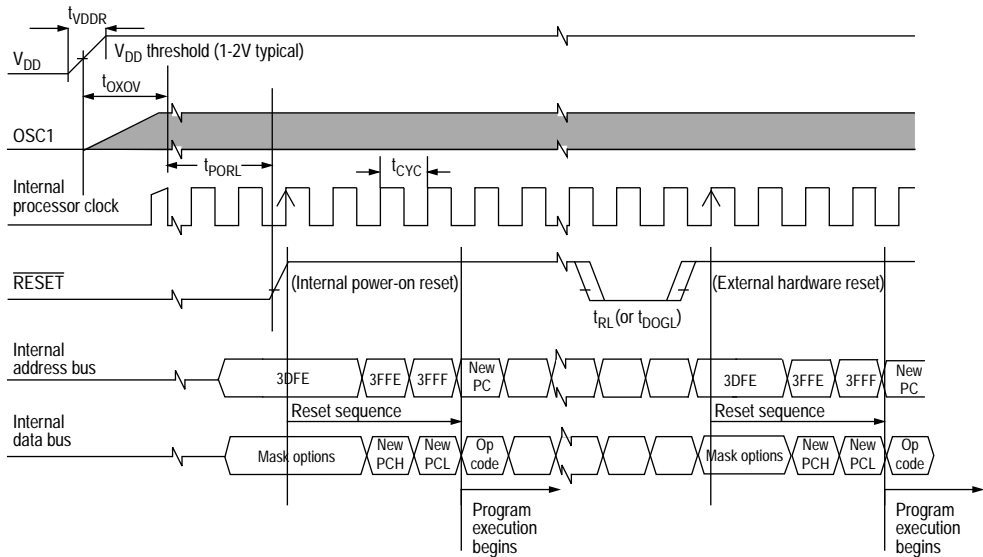 tVDDR
VDD
VDD threshold (1-2V typical)
tOXOV
OSC1
tPORL
tCYC
Internal
processor clock
RESET
(Internal power-on reset)
(External hardware reset)
tRL (or tDOGL)
Internal
address bus
3DFE
3FFE
3FFF
New
PC
3DFE
3FFE
3FFF
New
PC
Reset sequence
Reset sequence
Internal
data bus
Mask options
New
PCH
New
PCL
Op
code
Mask options
New
PCH
New
PCL
Op
code
Program
execution
begins
Program
execution
begins